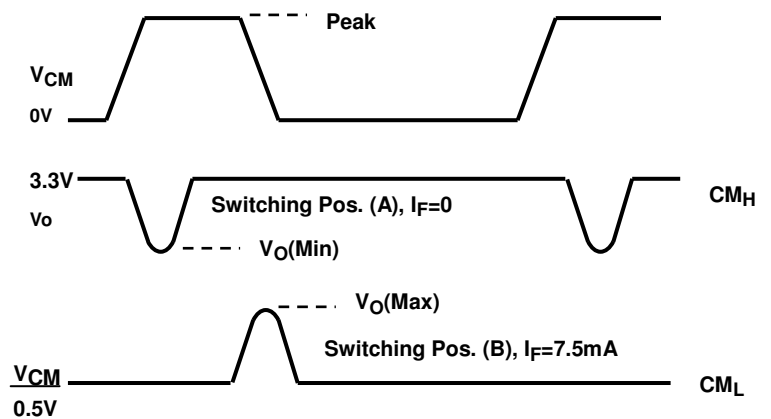 Peak
VCM
0V
3.3V
Switching Pos. (A), IF=0
CMH
Vo
VO(Min)
VO(Max)
Switching Pos. (B), IF=7.5mA
VCM
0.5V
CML